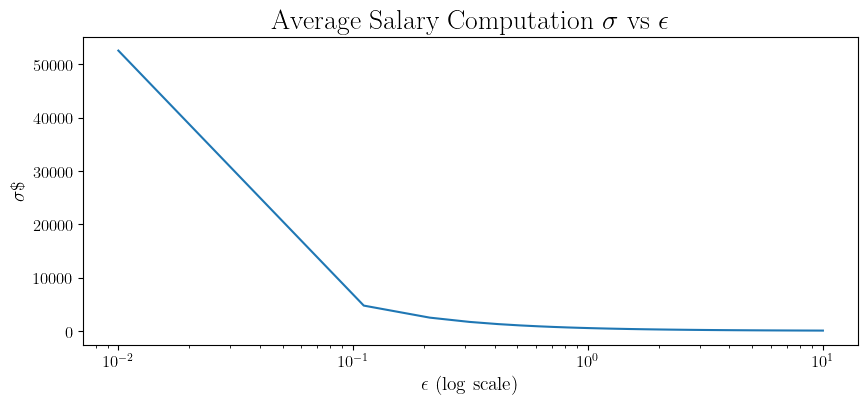 Average Salary Computation σ vs ϵ
σ$
50000
40000
30000
20000
10000
0
10⁻² 10⁻¹ 10⁰ 10¹
ϵ (log scale)